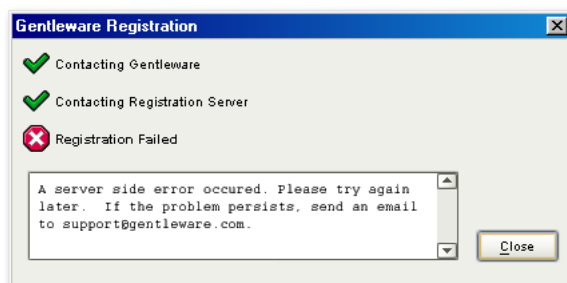 Gentleware Registration
Contacting Gentleware
Contacting Registration Server
Registration Failed
A server side error occured. Please try again
later.  If the problem persists, send an email
to support@gentleware.com.
Close